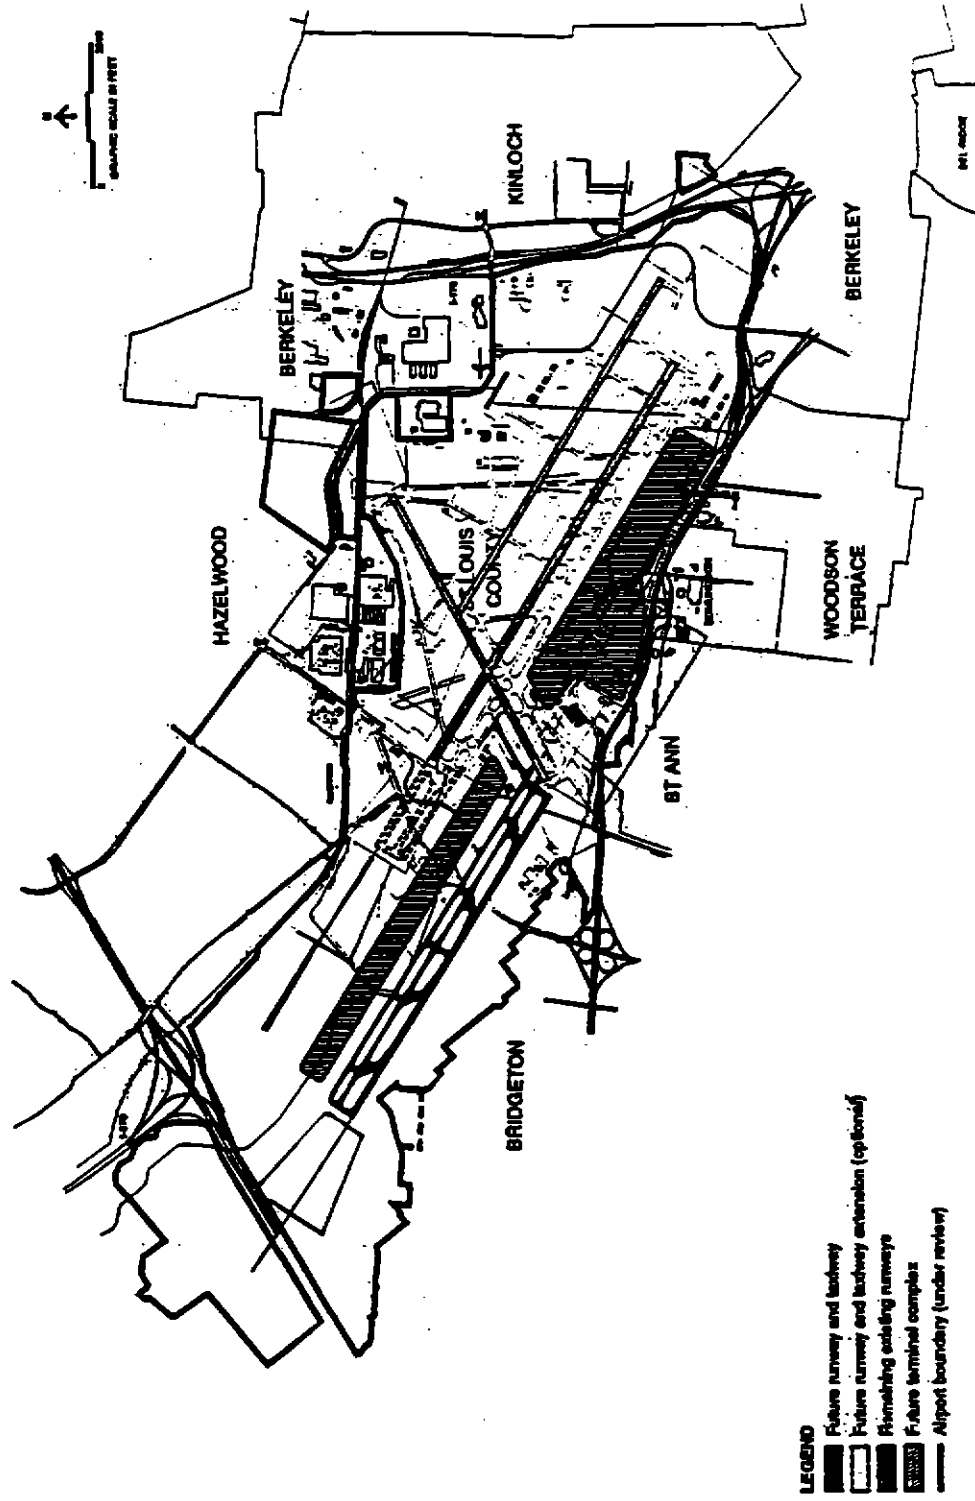 N
0
GRAPHIC SCALE IN FEET
KINLOCH
BERKELEY
HAZELWOOD
LOUIS
COUNTY
BERKELEY
WOODSON
TERRACE
ST ANN
BRIDGETON
LEGEND
Future runway and taxiway
Future runway and taxiway extension (optional)
Remaining existing runways
Future terminal complex
Airport boundary (under review)